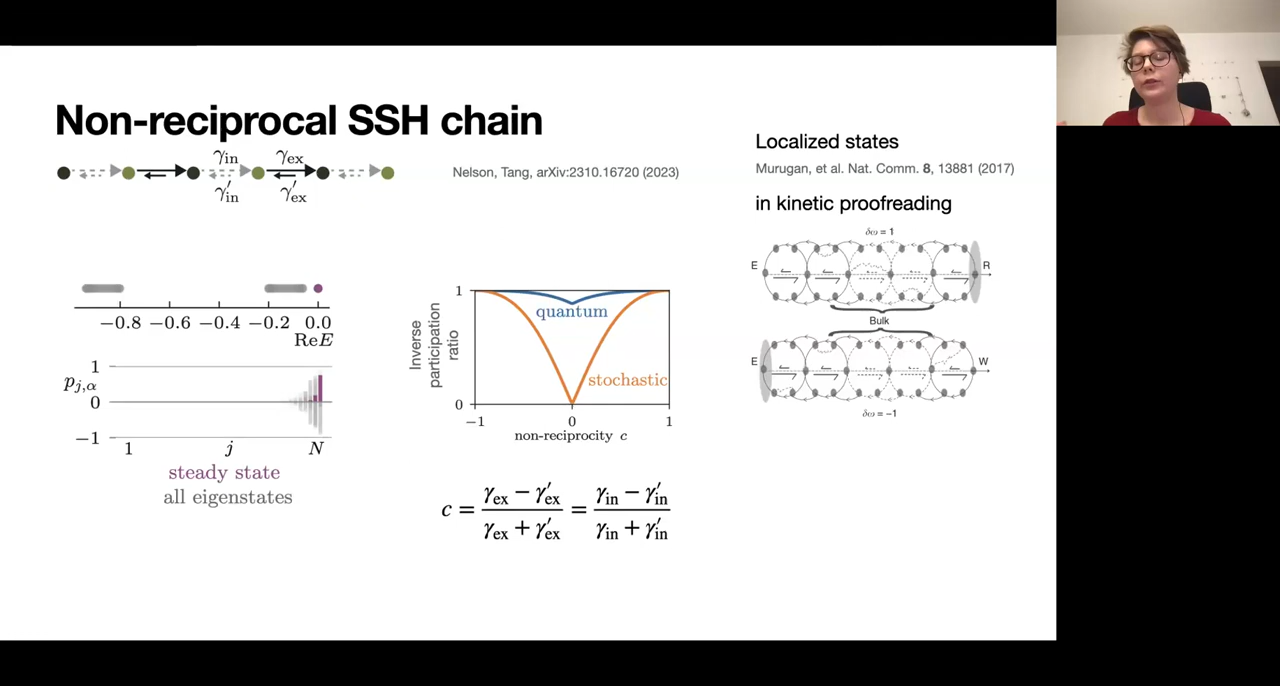 Non-reciprocal SSH chain
γin γex
γ′in γ′ex
Nelson, Tang, arXiv:2310.16720 (2023)
−0.8 −0.6 −0.4 −0.2 0.0
ReE
1
pj,α
0
−1
1 j N
steady state
all eigenstates
Inverse participation ratio
1
quantum
stochastic
0
−1 0 1
non-reciprocity c
c = γex − γ′ex / γex + γ′ex = γin − γ′in / γin + γ′in
Localized states
Murugan, et al. Nat. Comm. 8, 13881 (2017)
in kinetic proofreading
δω = 1
E R
Bulk
E W
δω = −1